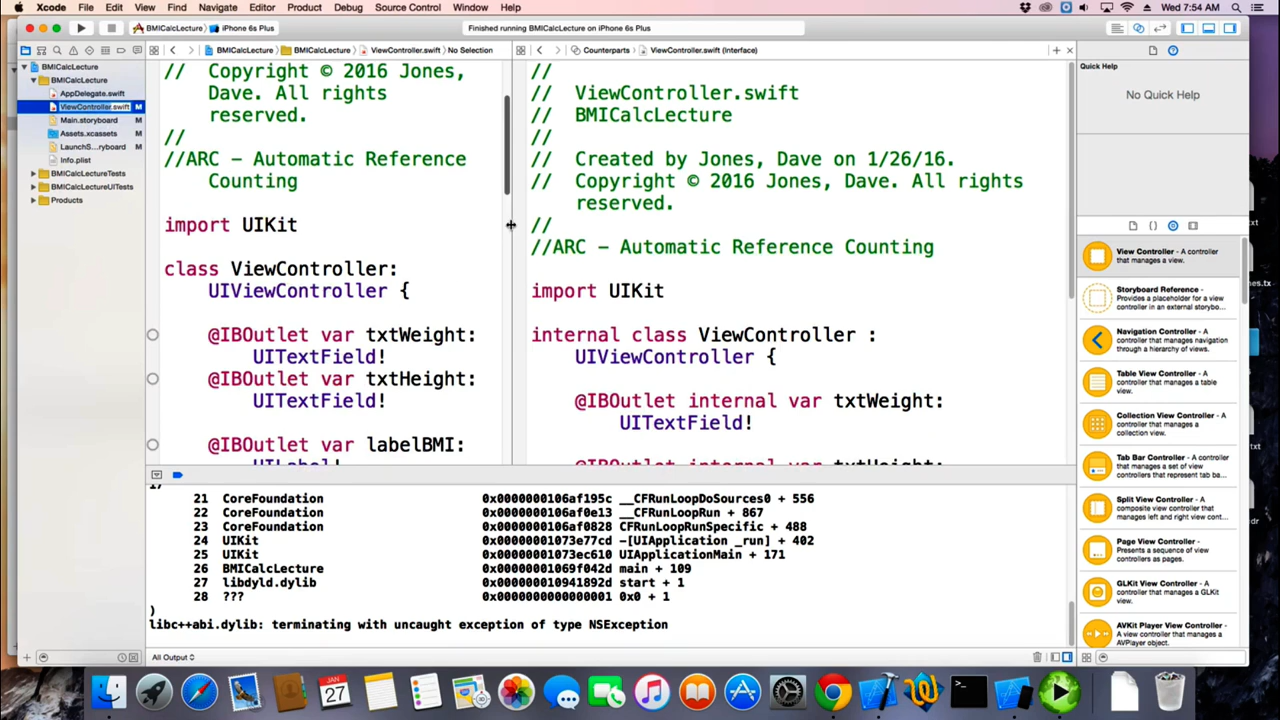 Xcode File Edit View Find Navigate Editor Product Debug Source Control Window Help Wed 7:54 AM
BMICalcLecture iPhone 6s Plus Finished running BMICalcLecture on iPhone 6s Plus
BMICalcLecture BMICalcLecture ViewController.swift No Selection Counterparts ViewController.swift (Interface)
BMICalcLecture
BMICalcLecture
AppDelegate.swift
ViewController.swift M
Main.storyboard M
Assets.xcassets M
LaunchS...ryboard M
Info.plist
BMICalcLectureTests
BMICalcLectureUITests
Products
// Copyright © 2016 Jones,
Dave. All rights
reserved.
//
//ARC - Automatic Reference
Counting
import UIKit
class ViewController:
UIViewController {
@IBOutlet var txtWeight:
UITextField!
@IBOutlet var txtHeight:
UITextField!
@IBOutlet var labelBMI:
UILabel!
//
// ViewController.swift
// BMICalcLecture
//
// Created by Jones, Dave on 1/26/16.
// Copyright © 2016 Jones, Dave. All rights
reserved.
//
//ARC - Automatic Reference Counting
import UIKit
internal class ViewController :
UIViewController {
@IBOutlet internal var txtWeight:
UITextField!
@IBOutlet internal var txtHeight:
21 CoreFoundation 0x0000000106af195c __CFRunLoopDoSources0 + 556
22 CoreFoundation 0x0000000106af0e13 __CFRunLoopRun + 867
23 CoreFoundation 0x0000000106af0828 CFRunLoopRunSpecific + 488
24 UIKit 0x00000001073e77cd -[UIApplication _run] + 402
25 UIKit 0x00000001073ec610 UIApplicationMain + 171
26 BMICalcLecture 0x00000001069f042d main + 109
27 libdyld.dylib 0x000000010941892d start + 1
28 ??? 0x0000000000000001 0x0 + 1
)
libc++abi.dylib: terminating with uncaught exception of type NSException
All Output
Quick Help
No Quick Help
View Controller - A controller
that manages a view.
Storyboard Reference -
Provides a placeholder for a view
controller in an external storybo...
Navigation Controller - A
controller that manages navigation
through a hierarchy of views.
Table View Controller - A
controller that manages a table
view.
Collection View Controller - A
controller that manages a
collection view.
Tab Bar Controller - A controller
that manages a set of view
controllers that represent tab ba...
Split View Controller - A
composite view controller that
manages left and right view cont...
Page View Controller -
Presents a sequence of view
controllers as pages.
GLKit View Controller - A
controller that manages a GLKit
view.
AVKit Player View Controller -
A view controller that manages a
AVPlayer object.
JAN
27